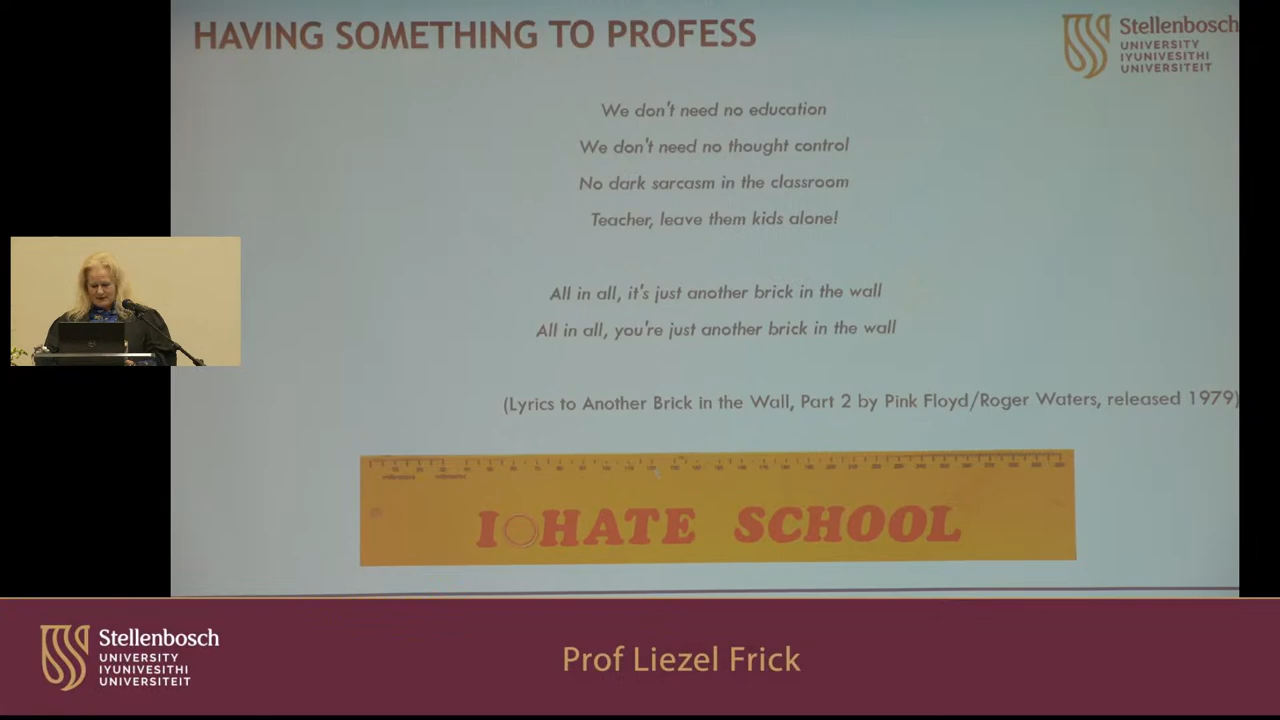 HAVING SOMETHING TO PROFESS
Stellenbosch
UNIVERSITY
IYUNIVESITHI
UNIVERSITEIT
We don't need no education
We don't need no thought control
No dark sarcasm in the classroom
Teacher, leave them kids alone!
All in all, it's just another brick in the wall
All in all, you're just another brick in the wall
(Lyrics to Another Brick in the Wall, Part 2 by Pink Floyd/Roger Waters, released 1979)
I HATE SCHOOL
Stellenbosch
UNIVERSITY
IYUNIVESITHI
UNIVERSITEIT
Prof Liezel Frick